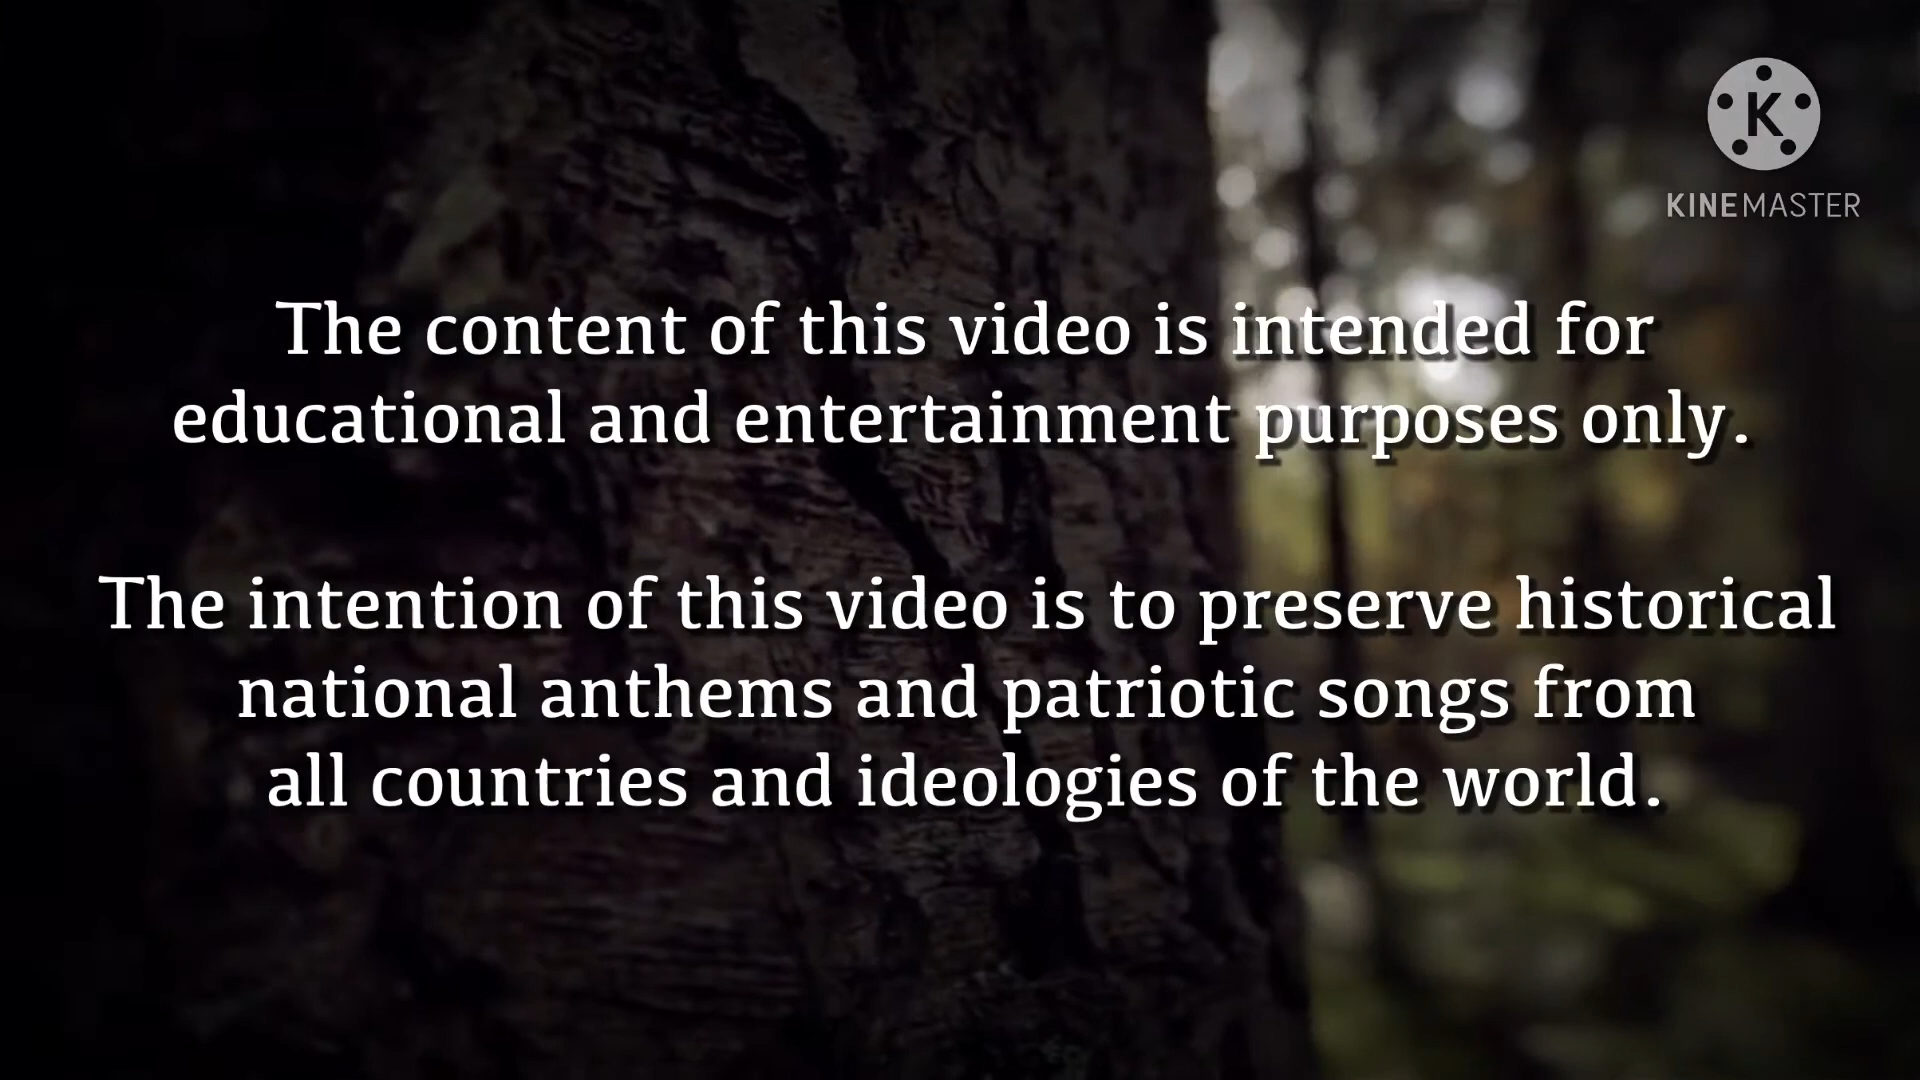 K
KINEMASTER
The content of this video is intended for
educational and entertainment purposes only.
The intention of this video is to preserve historical
national anthems and patriotic songs from
all countries and ideologies of the world.